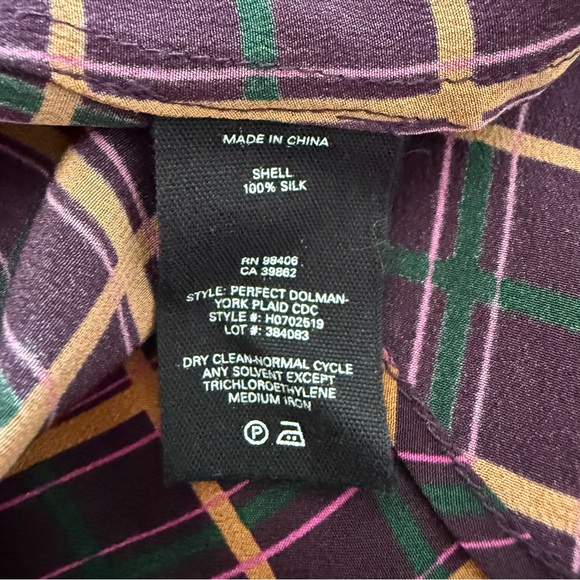 MADE IN CHINA
SHELL
100% SILK
RN 98406
CA 39862
STYLE: PERFECT DOLMAN-
YORK PLAID CDC
STYLE #: H0702519
LOT #: 384083
DRY CLEAN-NORMAL CYCLE
ANY SOLVENT EXCEPT
TRICHLOROETHYLENE
MEDIUM IRON
P